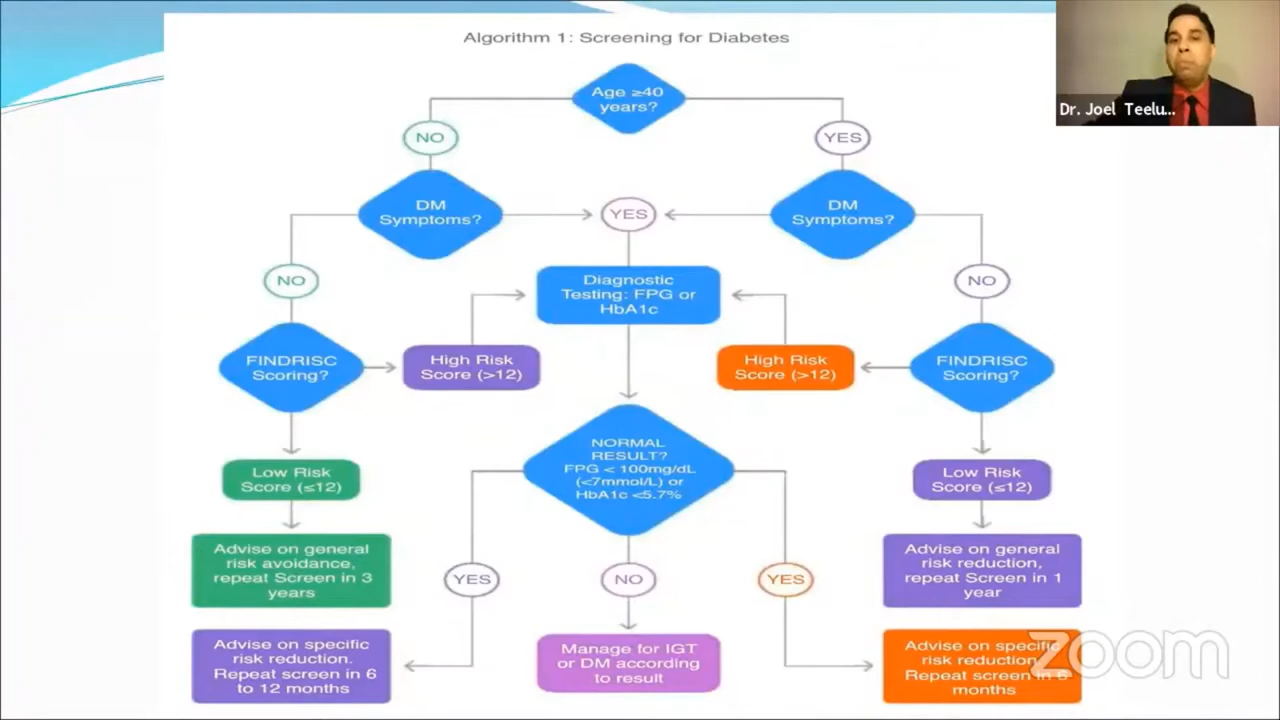 Algorithm 1: Screening for Diabetes
Dr. Joel Teelu...
Age ≥40
years?
NO
YES
DM
Symptoms?
YES
DM
Symptoms?
NO
Diagnostic
Testing: FPG or
HbA1c
NO
FINDRISC
Scoring?
High Risk
Score (>12)
High Risk
Score (>12)
FINDRISC
Scoring?
NORMAL
RESULT?
FPG < 100mg/dL
(<7mmol/L) or
HbA1c <5.7%
Low Risk
Score (≤12)
Low Risk
Score (≤12)
Advise on general
risk avoidance,
repeat Screen in 3
years
YES
NO
YES
Advise on general
risk reduction,
repeat Screen in 1
year
Advise on specific
risk reduction.
Repeat screen in 6
to 12 months
Manage for IGT
or DM according
to result
Advise on specific
risk reduction.
Repeat screen in 6
months
zoom